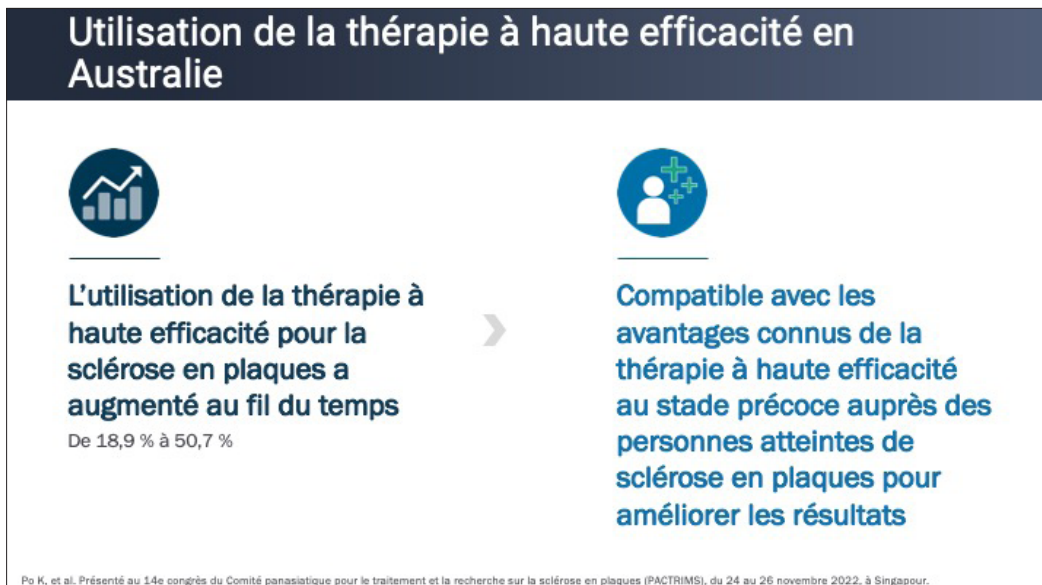 Utilisation de la thérapie à haute efficacité en
Australie
L'utilisation de la thérapie à
haute efficacité pour la
sclérose en plaques a
augmenté au fil du temps
De 18,9 % à 50,7 %
Compatible avec les
avantages connus de la
thérapie à haute efficacité
au stade précoce auprès des
personnes atteintes de
sclérose en plaques pour
améliorer les résultats
Po K, et al. Présenté au 14e congrès du Comité panasiatique pour le traitement et la recherche sur la sclérose en plaques (PACTRIMS), du 24 au 26 novembre 2022, à Singapour.